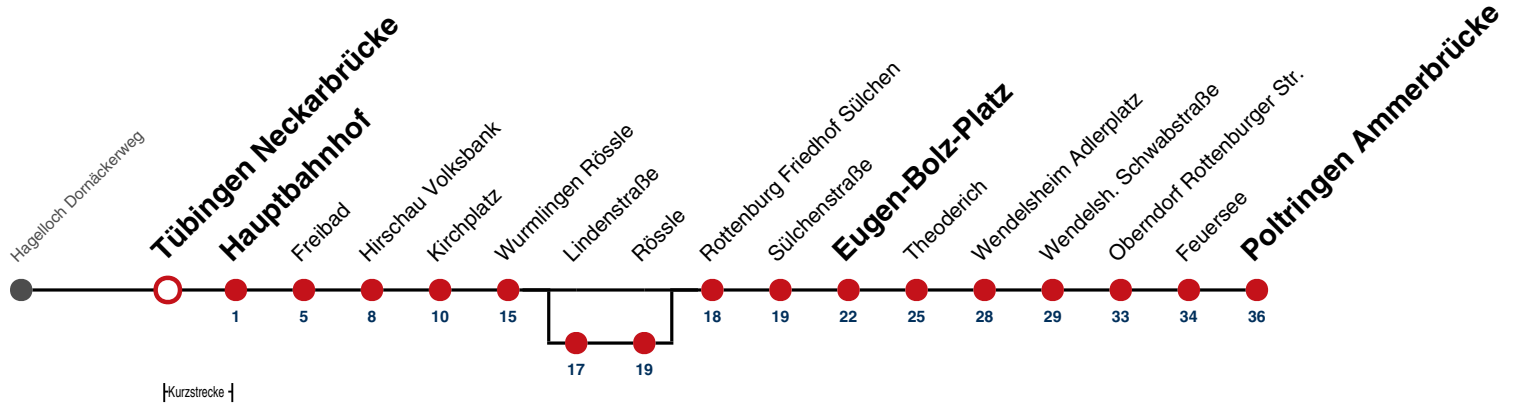 Hagelloch Dornäckerweg
Tübingen Neckarbrücke
Hauptbahnhof
Freibad
Hirschau Volksbank
Kirchplatz
Wurmlingen Rössle
Lindenstraße
Rössle
Rottenburg Friedhof Sülchen
Sülchenstraße
Eugen-Bolz-Platz
Theoderich
Wendelsheim Adlerplatz
Wendelsh. Schwabstraße
Oberndorf Rottenburger Str.
Feuersee
Poltringen Ammerbrücke
1 5 8 10 15 18 19 22 25 28 29 33 34 36
17 19
Kurzstrecke